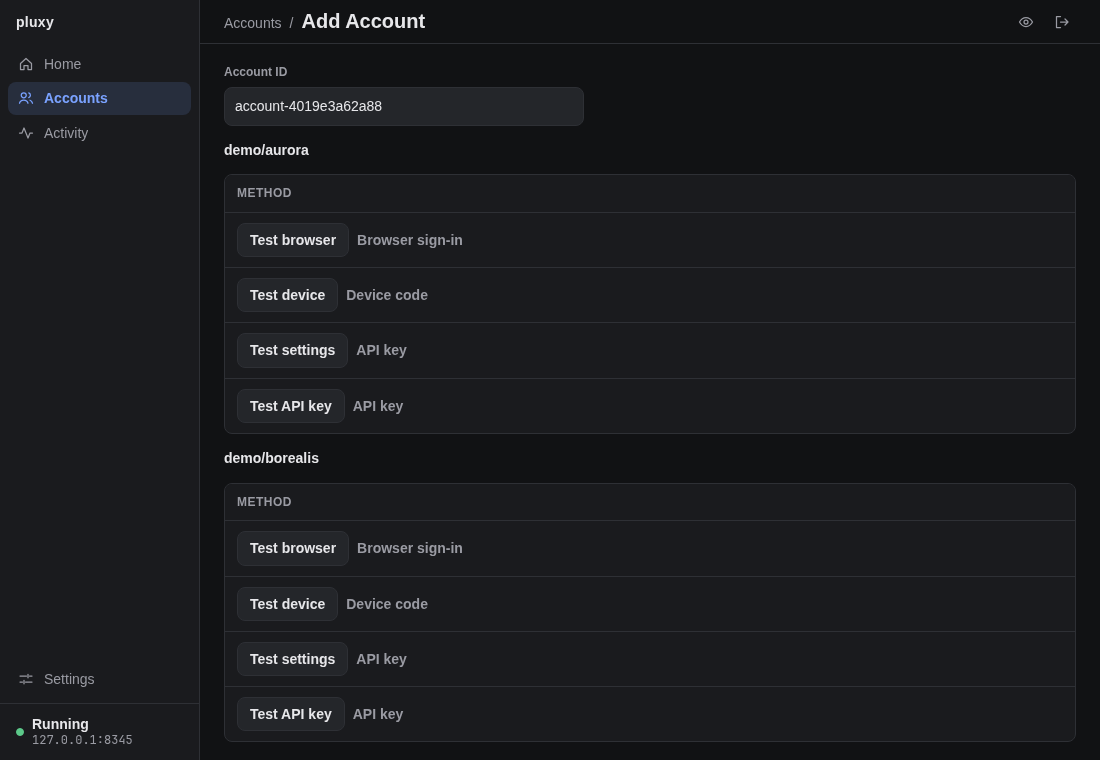 pluxy
Home
Accounts
Activity
Settings
Running
127.0.0.1:8345
Accounts / Add Account
Account ID
account-4019e3a62a88
demo/aurora
METHOD
Test browser Browser sign-in
Test device Device code
Test settings API key
Test API key API key
demo/borealis
METHOD
Test browser Browser sign-in
Test device Device code
Test settings API key
Test API key API key